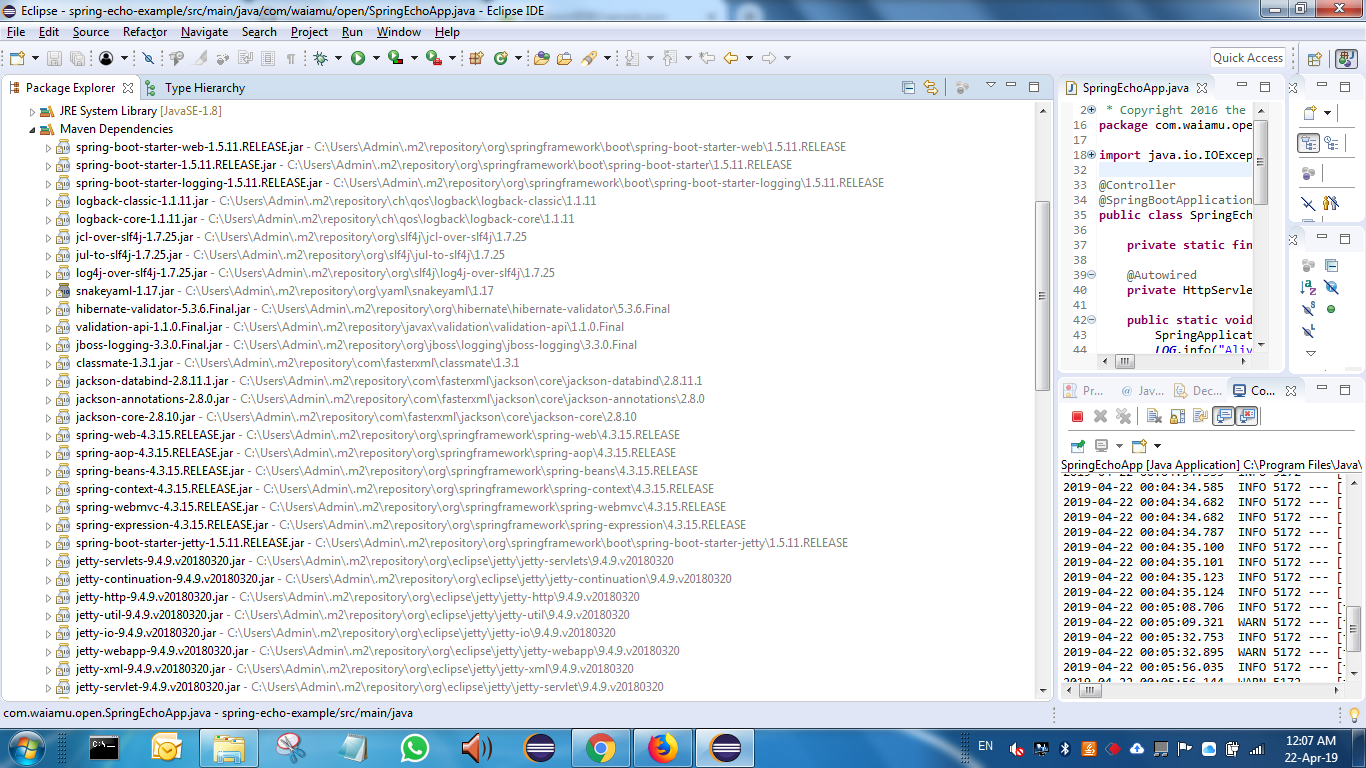 Eclipse - spring-echo-example/src/main/java/com/waiamu/open/SpringEchoApp.java - Eclipse IDE
File Edit Source Refactor Navigate Search Project Run Window Help
Quick Access
Package Explorer Type Hierarchy
JRE System Library [JavaSE-1.8]
Maven Dependencies
spring-boot-starter-web-1.5.11.RELEASE.jar - C:\Users\Admin\.m2\repository\org\springframework\boot\spring-boot-starter-web\1.5.11.RELEASE
spring-boot-starter-1.5.11.RELEASE.jar - C:\Users\Admin\.m2\repository\org\springframework\boot\spring-boot-starter\1.5.11.RELEASE
spring-boot-starter-logging-1.5.11.RELEASE.jar - C:\Users\Admin\.m2\repository\org\springframework\boot\spring-boot-starter-logging\1.5.11.RELEASE
logback-classic-1.1.11.jar - C:\Users\Admin\.m2\repository\ch\qos\logback\logback-classic\1.1.11
logback-core-1.1.11.jar - C:\Users\Admin\.m2\repository\ch\qos\logback\logback-core\1.1.11
jcl-over-slf4j-1.7.25.jar - C:\Users\Admin\.m2\repository\org\slf4j\jcl-over-slf4j\1.7.25
jul-to-slf4j-1.7.25.jar - C:\Users\Admin\.m2\repository\org\slf4j\jul-to-slf4j\1.7.25
log4j-over-slf4j-1.7.25.jar - C:\Users\Admin\.m2\repository\org\slf4j\log4j-over-slf4j\1.7.25
snakeyaml-1.17.jar - C:\Users\Admin\.m2\repository\org\yaml\snakeyaml\1.17
hibernate-validator-5.3.6.Final.jar - C:\Users\Admin\.m2\repository\org\hibernate\hibernate-validator\5.3.6.Final
validation-api-1.1.0.Final.jar - C:\Users\Admin\.m2\repository\javax\validation\validation-api\1.1.0.Final
jboss-logging-3.3.0.Final.jar - C:\Users\Admin\.m2\repository\org\jboss\logging\jboss-logging\3.3.0.Final
classmate-1.3.1.jar - C:\Users\Admin\.m2\repository\com\fasterxml\classmate\1.3.1
jackson-databind-2.8.11.1.jar - C:\Users\Admin\.m2\repository\com\fasterxml\jackson\core\jackson-databind\2.8.11.1
jackson-annotations-2.8.0.jar - C:\Users\Admin\.m2\repository\com\fasterxml\jackson\core\jackson-annotations\2.8.0
jackson-core-2.8.10.jar - C:\Users\Admin\.m2\repository\com\fasterxml\jackson\core\jackson-core\2.8.10
spring-web-4.3.15.RELEASE.jar - C:\Users\Admin\.m2\repository\org\springframework\spring-web\4.3.15.RELEASE
spring-aop-4.3.15.RELEASE.jar - C:\Users\Admin\.m2\repository\org\springframework\spring-aop\4.3.15.RELEASE
spring-beans-4.3.15.RELEASE.jar - C:\Users\Admin\.m2\repository\org\springframework\spring-beans\4.3.15.RELEASE
spring-context-4.3.15.RELEASE.jar - C:\Users\Admin\.m2\repository\org\springframework\spring-context\4.3.15.RELEASE
spring-webmvc-4.3.15.RELEASE.jar - C:\Users\Admin\.m2\repository\org\springframework\spring-webmvc\4.3.15.RELEASE
spring-expression-4.3.15.RELEASE.jar - C:\Users\Admin\.m2\repository\org\springframework\spring-expression\4.3.15.RELEASE
spring-boot-starter-jetty-1.5.11.RELEASE.jar - C:\Users\Admin\.m2\repository\org\springframework\boot\spring-boot-starter-jetty\1.5.11.RELEASE
jetty-servlets-9.4.9.v20180320.jar - C:\Users\Admin\.m2\repository\org\eclipse\jetty\jetty-servlets\9.4.9.v20180320
jetty-continuation-9.4.9.v20180320.jar - C:\Users\Admin\.m2\repository\org\eclipse\jetty\jetty-continuation\9.4.9.v20180320
jetty-http-9.4.9.v20180320.jar - C:\Users\Admin\.m2\repository\org\eclipse\jetty\jetty-http\9.4.9.v20180320
jetty-util-9.4.9.v20180320.jar - C:\Users\Admin\.m2\repository\org\eclipse\jetty\jetty-util\9.4.9.v20180320
jetty-io-9.4.9.v20180320.jar - C:\Users\Admin\.m2\repository\org\eclipse\jetty\jetty-io\9.4.9.v20180320
jetty-webapp-9.4.9.v20180320.jar - C:\Users\Admin\.m2\repository\org\eclipse\jetty\jetty-webapp\9.4.9.v20180320
jetty-xml-9.4.9.v20180320.jar - C:\Users\Admin\.m2\repository\org\eclipse\jetty\jetty-xml\9.4.9.v20180320
jetty-servlet-9.4.9.v20180320.jar - C:\Users\Admin\.m2\repository\org\eclipse\jetty\jetty-servlet\9.4.9.v20180320
SpringEchoApp.java
2 * Copyright 2016 the
16 package com.waiamu.ope
17
18 import java.io.IOExcep
32
33 @Controller
34 @SpringBootApplication
35 public class SpringEch
36
37 private static fin
38
39 @Autowired
40 private HttpServle
41
42 public static void
43 SpringApplicat
44 LOG.info("Aliv
Pr... Jav... Dec... Co...
SpringEchoApp [Java Application] C:\Program Files\Java\
2019-04-22 00:04:34.585 INFO 5172 --- [
2019-04-22 00:04:34.682 INFO 5172 --- [
2019-04-22 00:04:34.682 INFO 5172 --- [
2019-04-22 00:04:34.787 INFO 5172 --- [
2019-04-22 00:04:35.100 INFO 5172 --- [
2019-04-22 00:04:35.101 INFO 5172 --- [
2019-04-22 00:04:35.123 INFO 5172 --- [
2019-04-22 00:04:35.124 INFO 5172 --- [
2019-04-22 00:05:08.706 INFO 5172 --- [
2019-04-22 00:05:09.321 WARN 5172 --- [
2019-04-22 00:05:32.753 INFO 5172 --- [
2019-04-22 00:05:32.895 WARN 5172 --- [
2019-04-22 00:05:56.035 INFO 5172 --- [
2019-04-22 00:05:56.144 WARN 5172 --- [
com.waiamu.open.SpringEchoApp.java - spring-echo-example/src/main/java
EN
12:07 AM
22-Apr-19